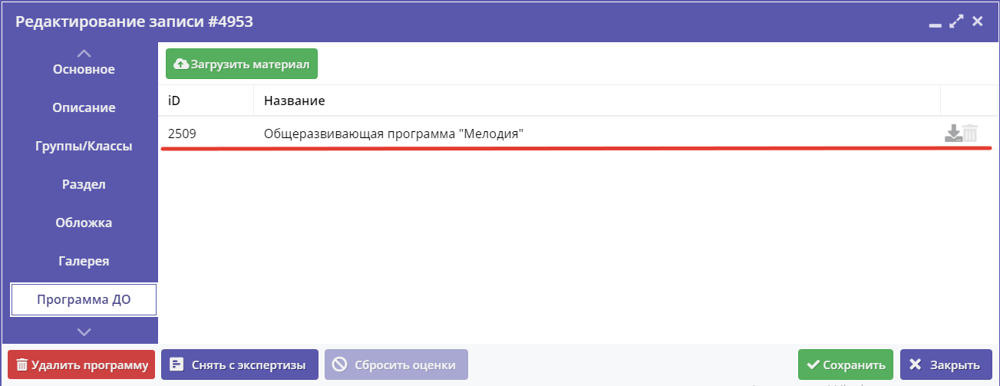 Редактирование записи #4953
Основное
Описание
Группы/Классы
Раздел
Обложка
Галерея
Программа ДО
Загрузить материал
iD Название
2509 Общеразвивающая программа "Мелодия"
Удалить программу Снять с экспертизы Сбросить оценки Сохранить Закрыть